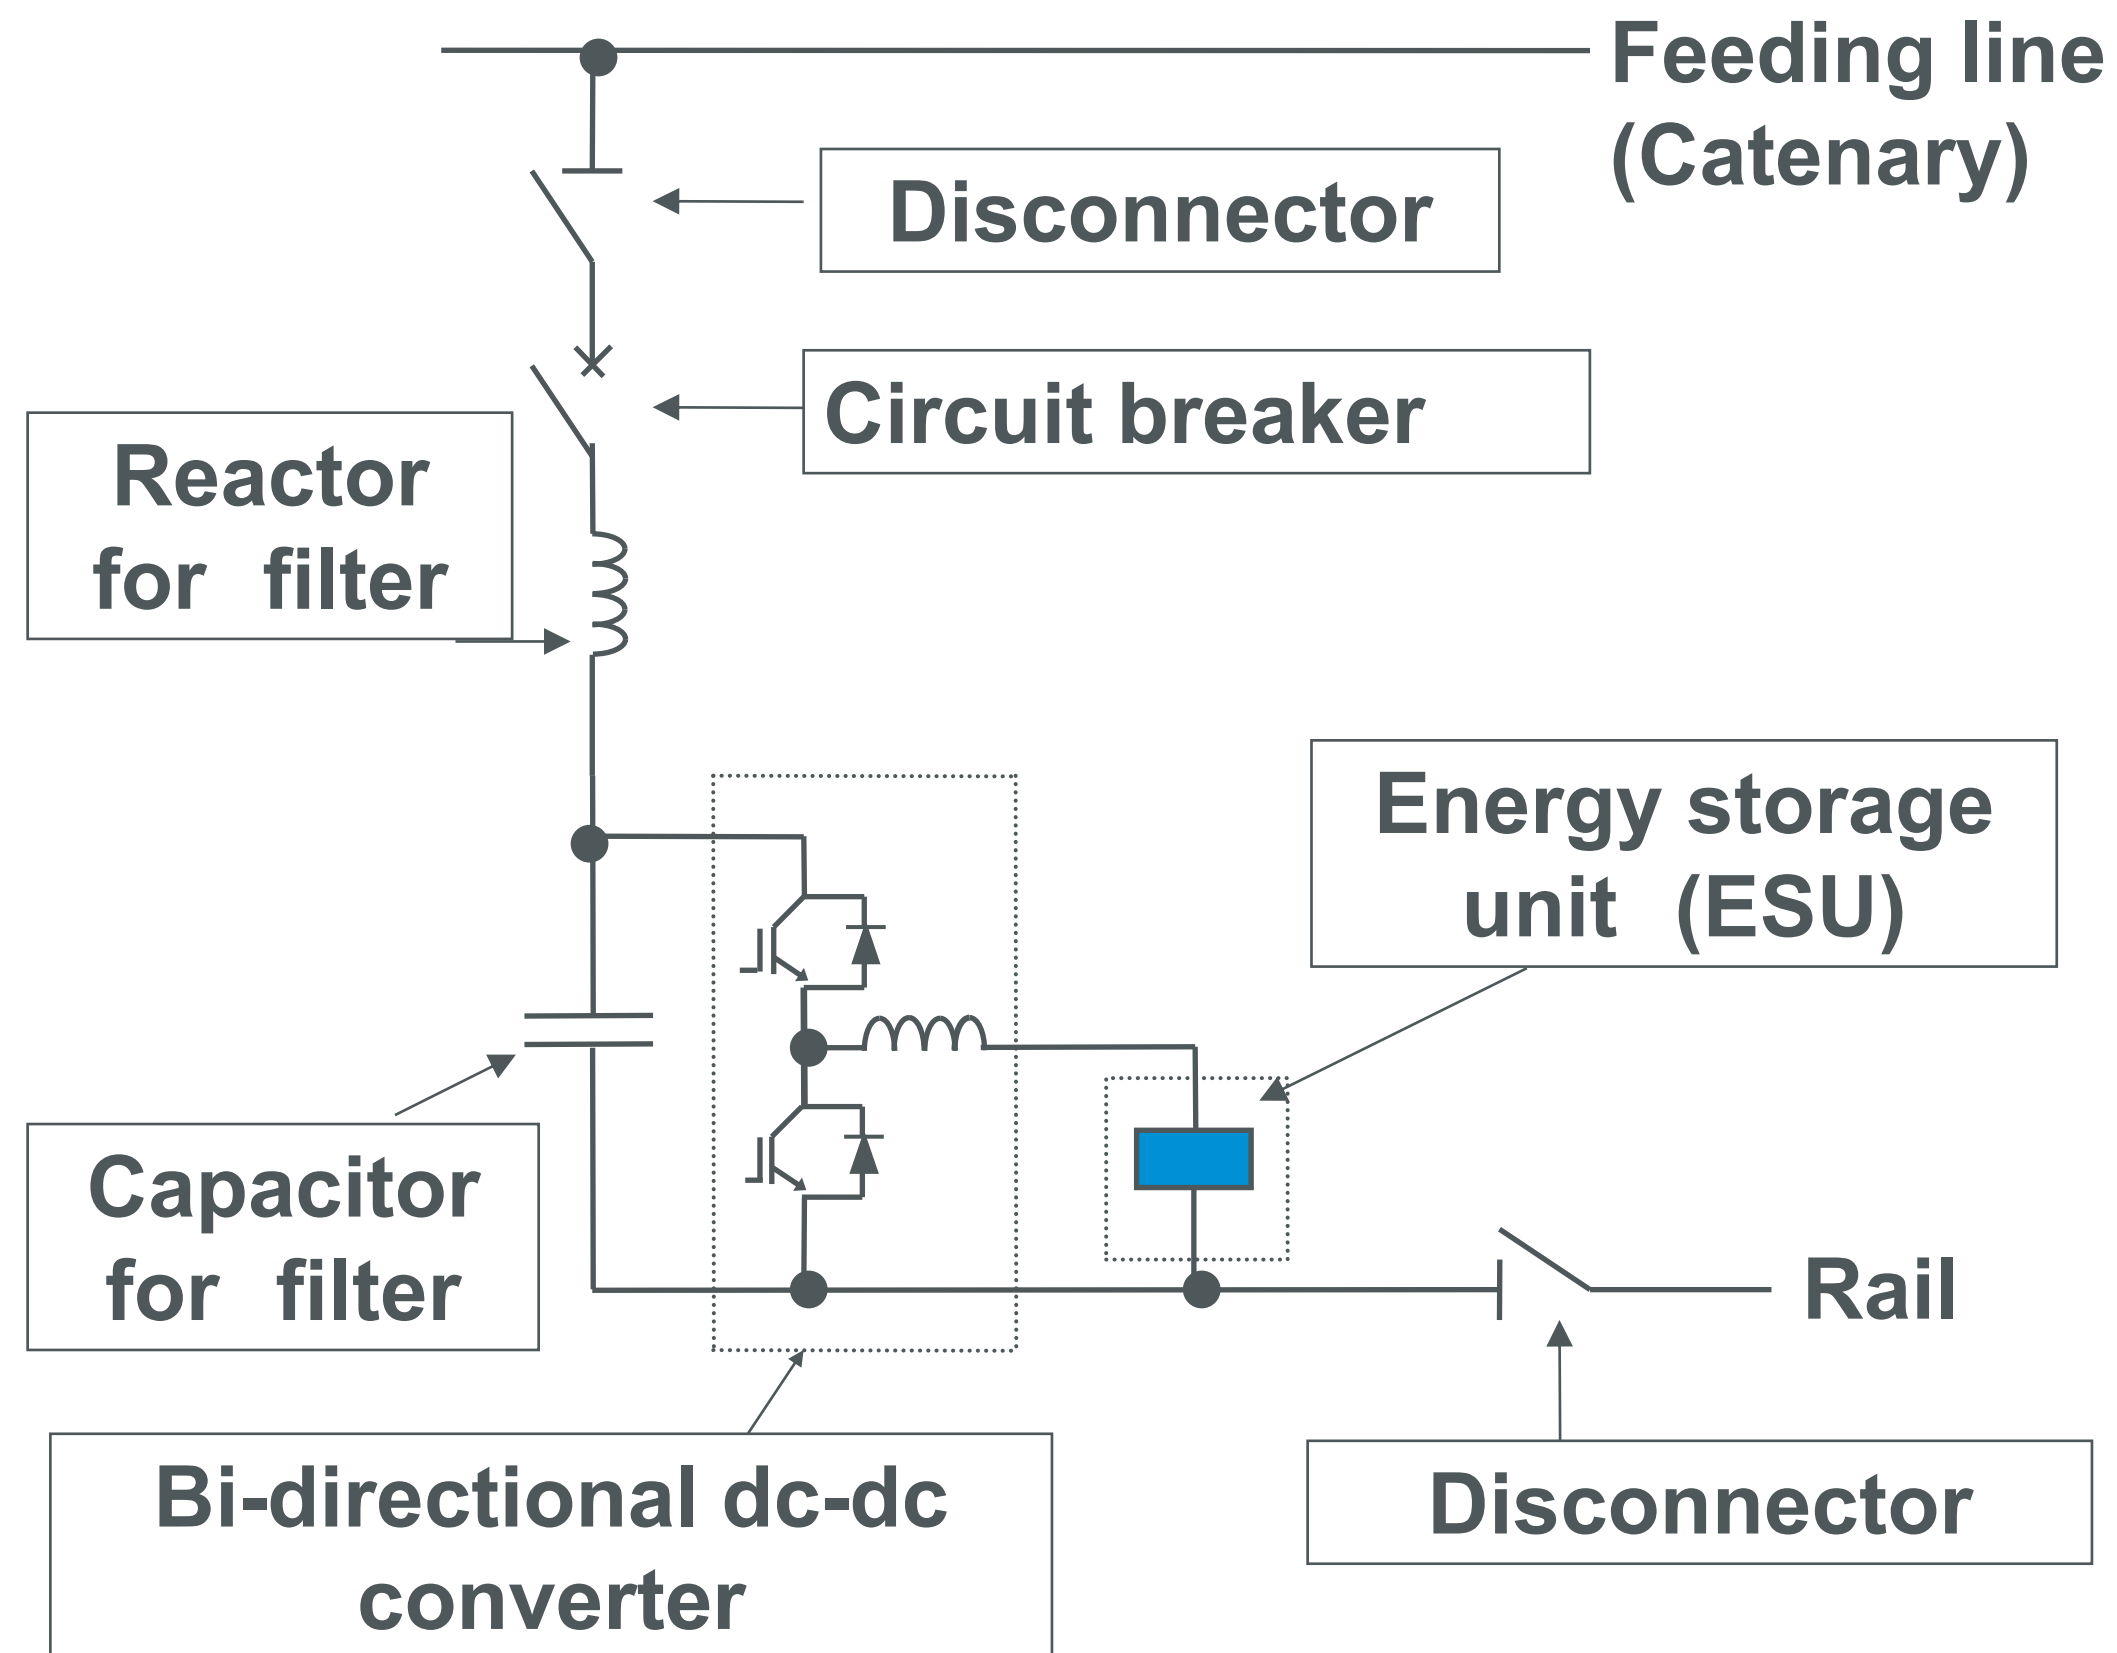 Feeding line
(Catenary)
Disconnector
Circuit breaker
Reactor
for filter
Energy storage
unit (ESU)
Capacitor
for filter
Rail
Bi-directional dc-dc
converter
Disconnector